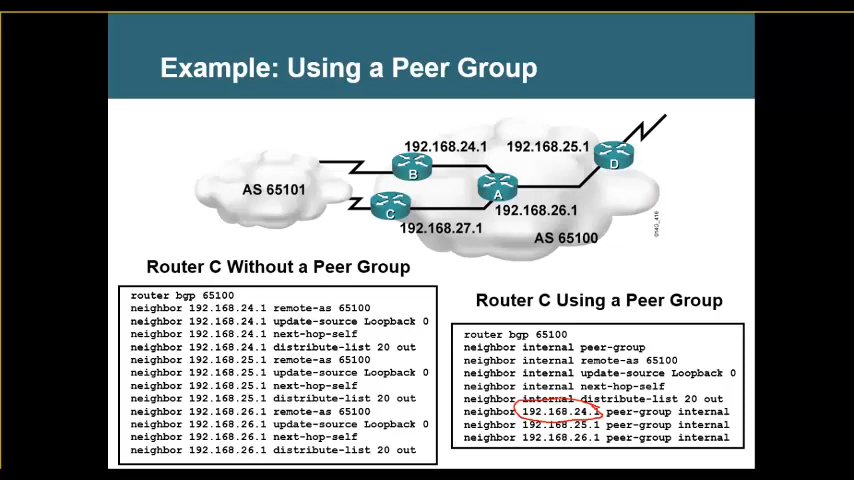 Example: Using a Peer Group
192.168.24.1
192.168.25.1
B
D
AS 65101
A
C
192.168.26.1
192.168.27.1
AS 65100
014G_416
Router C Without a Peer Group
router bgp 65100
neighbor 192.168.24.1 remote-as 65100
neighbor 192.168.24.1 update-source Loopback 0
neighbor 192.168.24.1 next-hop-self
neighbor 192.168.24.1 distribute-list 20 out
neighbor 192.168.25.1 remote-as 65100
neighbor 192.168.25.1 update-source Loopback 0
neighbor 192.168.25.1 next-hop-self
neighbor 192.168.25.1 distribute-list 20 out
neighbor 192.168.26.1 remote-as 65100
neighbor 192.168.26.1 update-source Loopback 0
neighbor 192.168.26.1 next-hop-self
neighbor 192.168.26.1 distribute-list 20 out
Router C Using a Peer Group
router bgp 65100
neighbor internal peer-group
neighbor internal remote-as 65100
neighbor internal update-source Loopback 0
neighbor internal next-hop-self
neighbor internal distribute-list 20 out
neighbor 192.168.24.1 peer-group internal
neighbor 192.168.25.1 peer-group internal
neighbor 192.168.26.1 peer-group internal